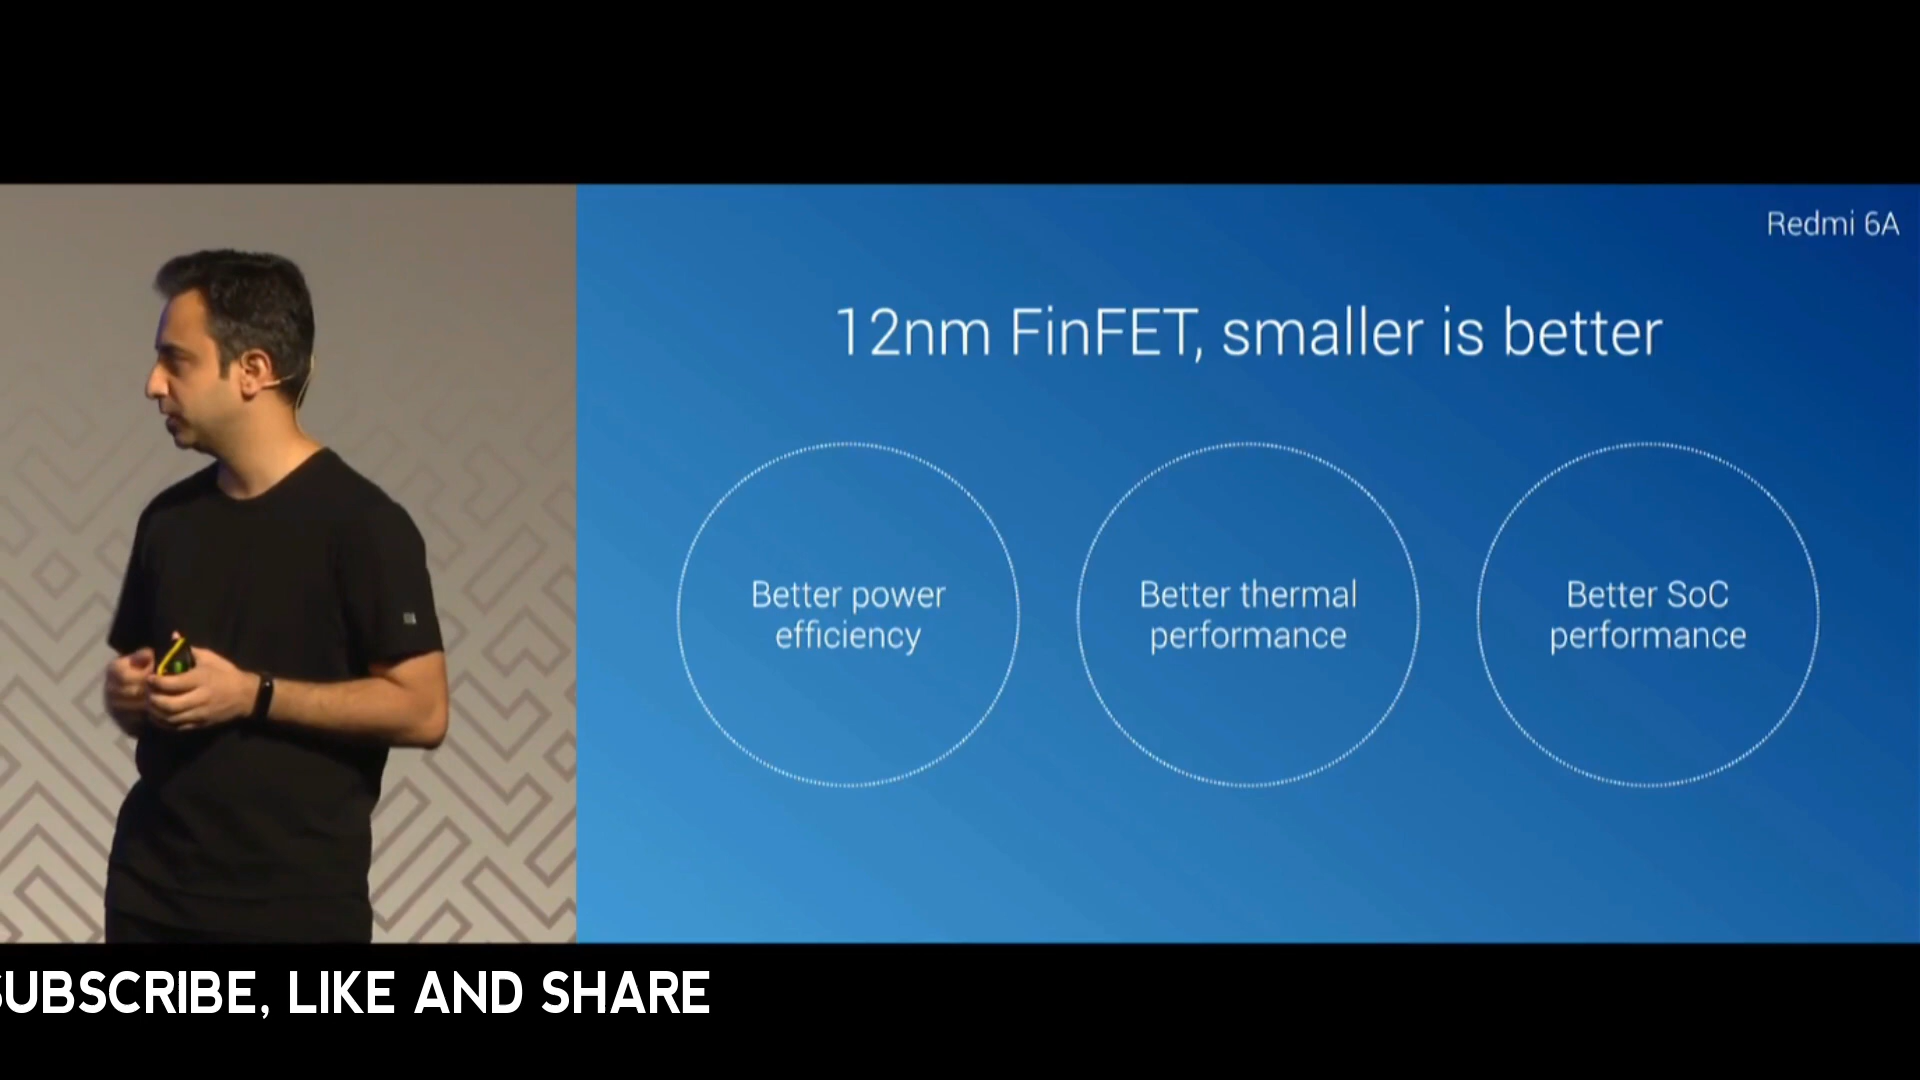 Redmi 6A
12nm FinFET, smaller is better
Better power
efficiency
Better thermal
performance
Better SoC
performance
SUBSCRIBE, LIKE AND SHARE